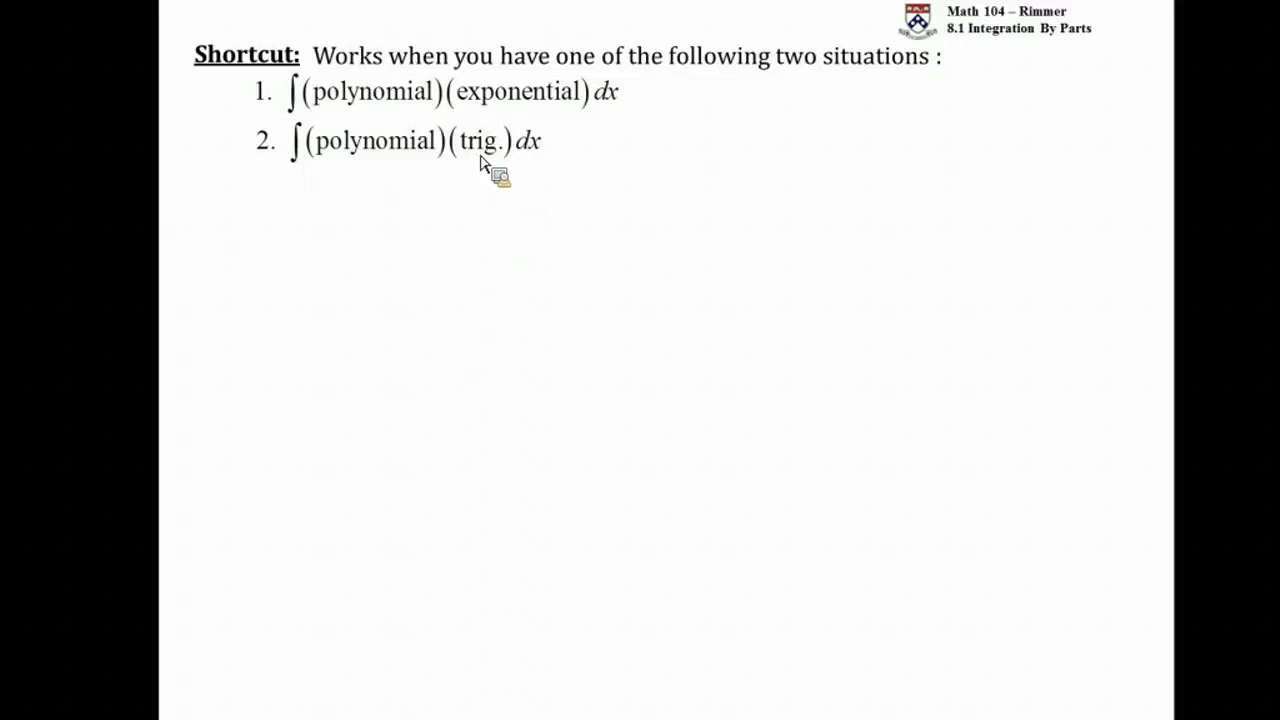 Math 104 – Rimmer
8.1 Integration By Parts
Shortcut: Works when you have one of the following two situations :
1. ∫(polynomial)(exponential)dx
2. ∫(polynomial)(trig.)dx